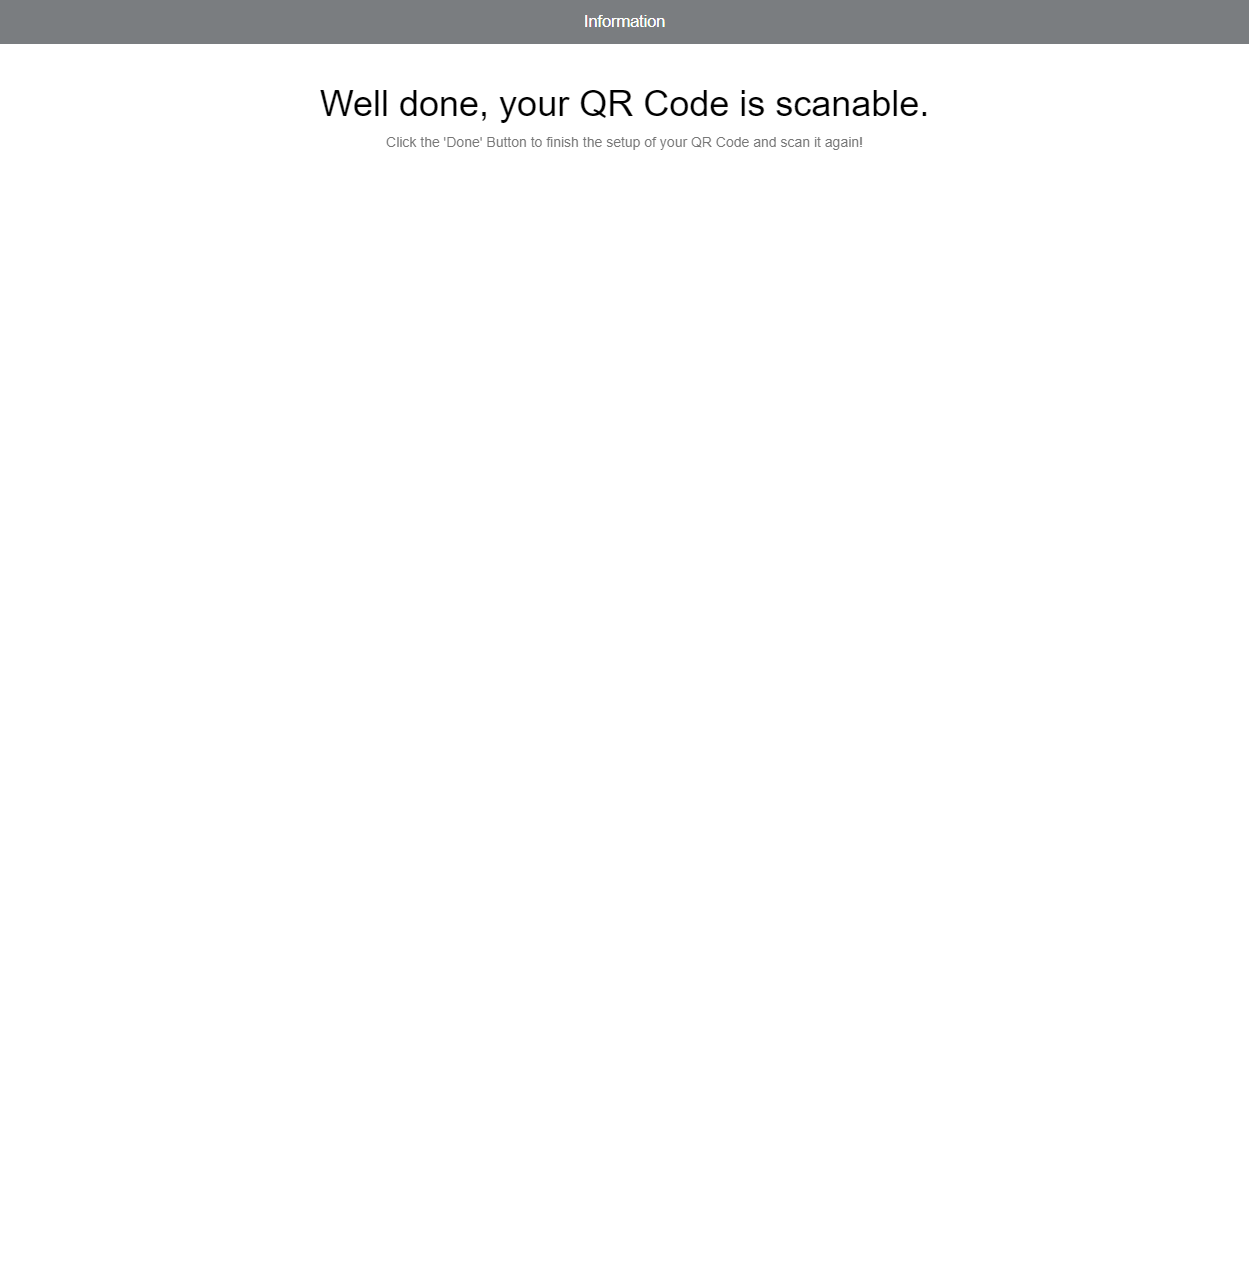 Information
Well done, your QR Code is scanable.
Click the 'Done' Button to finish the setup of your QR Code and scan it again!